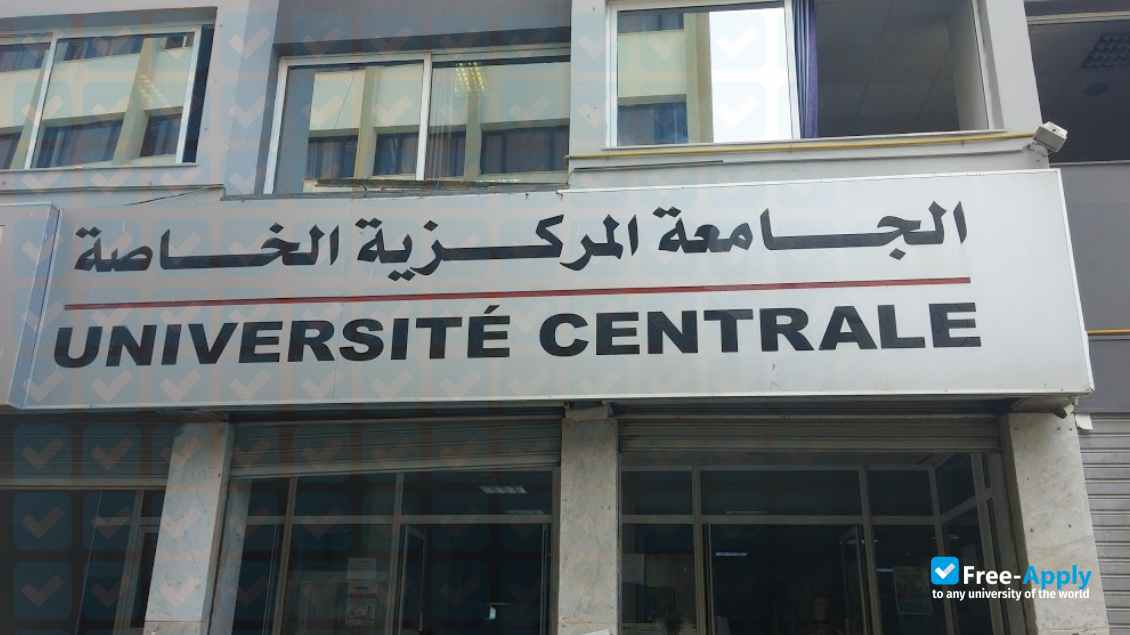 الجامعة المركزية الخاصة
UNIVERSITÉ CENTRALE
Free-Apply
to any university of the world